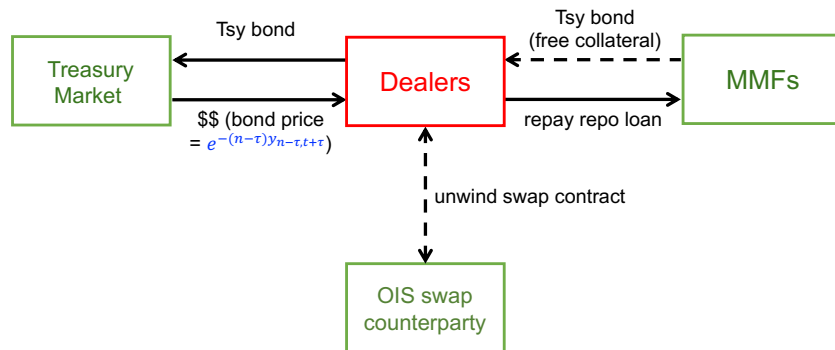 Tsy bond
Tsy bond
(free collateral)
Treasury
Market
Dealers
MMFs
$$ (bond price
= e^{-(n-τ)y_{n-τ,t+τ}})
repay repo loan
unwind swap contract
OIS swap
counterparty